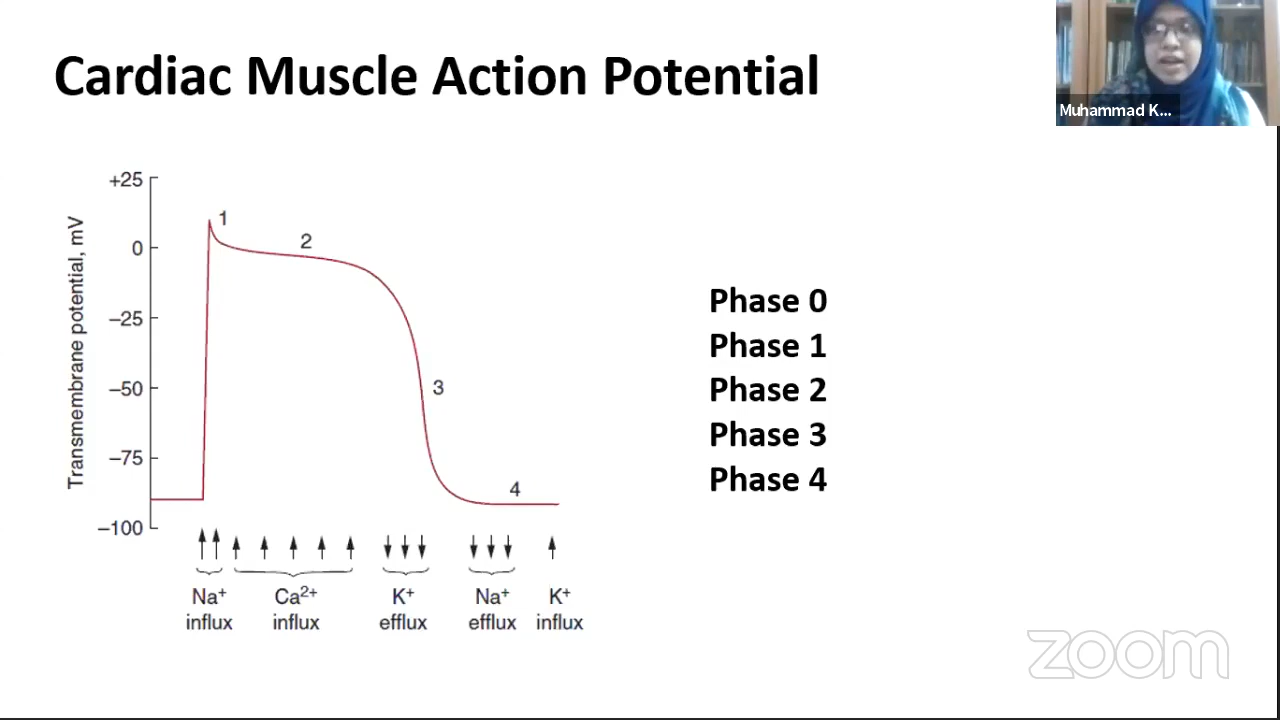 Cardiac Muscle Action Potential
Muhammad K...
+25
0
–25
–50
–75
–100
Transmembrane potential, mV
1
2
3
4
Na⁺ influx
Ca²⁺ influx
K⁺ efflux
Na⁺ efflux
K⁺ influx
Phase 0
Phase 1
Phase 2
Phase 3
Phase 4
zoom